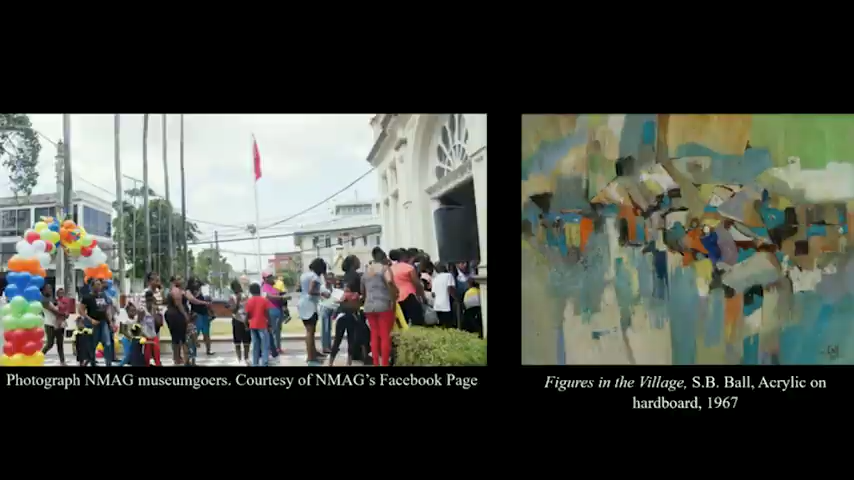 Photograph NMAG museumgoers. Courtesy of NMAG's Facebook Page
Figures in the Village, S.B. Ball, Acrylic on
hardboard, 1967